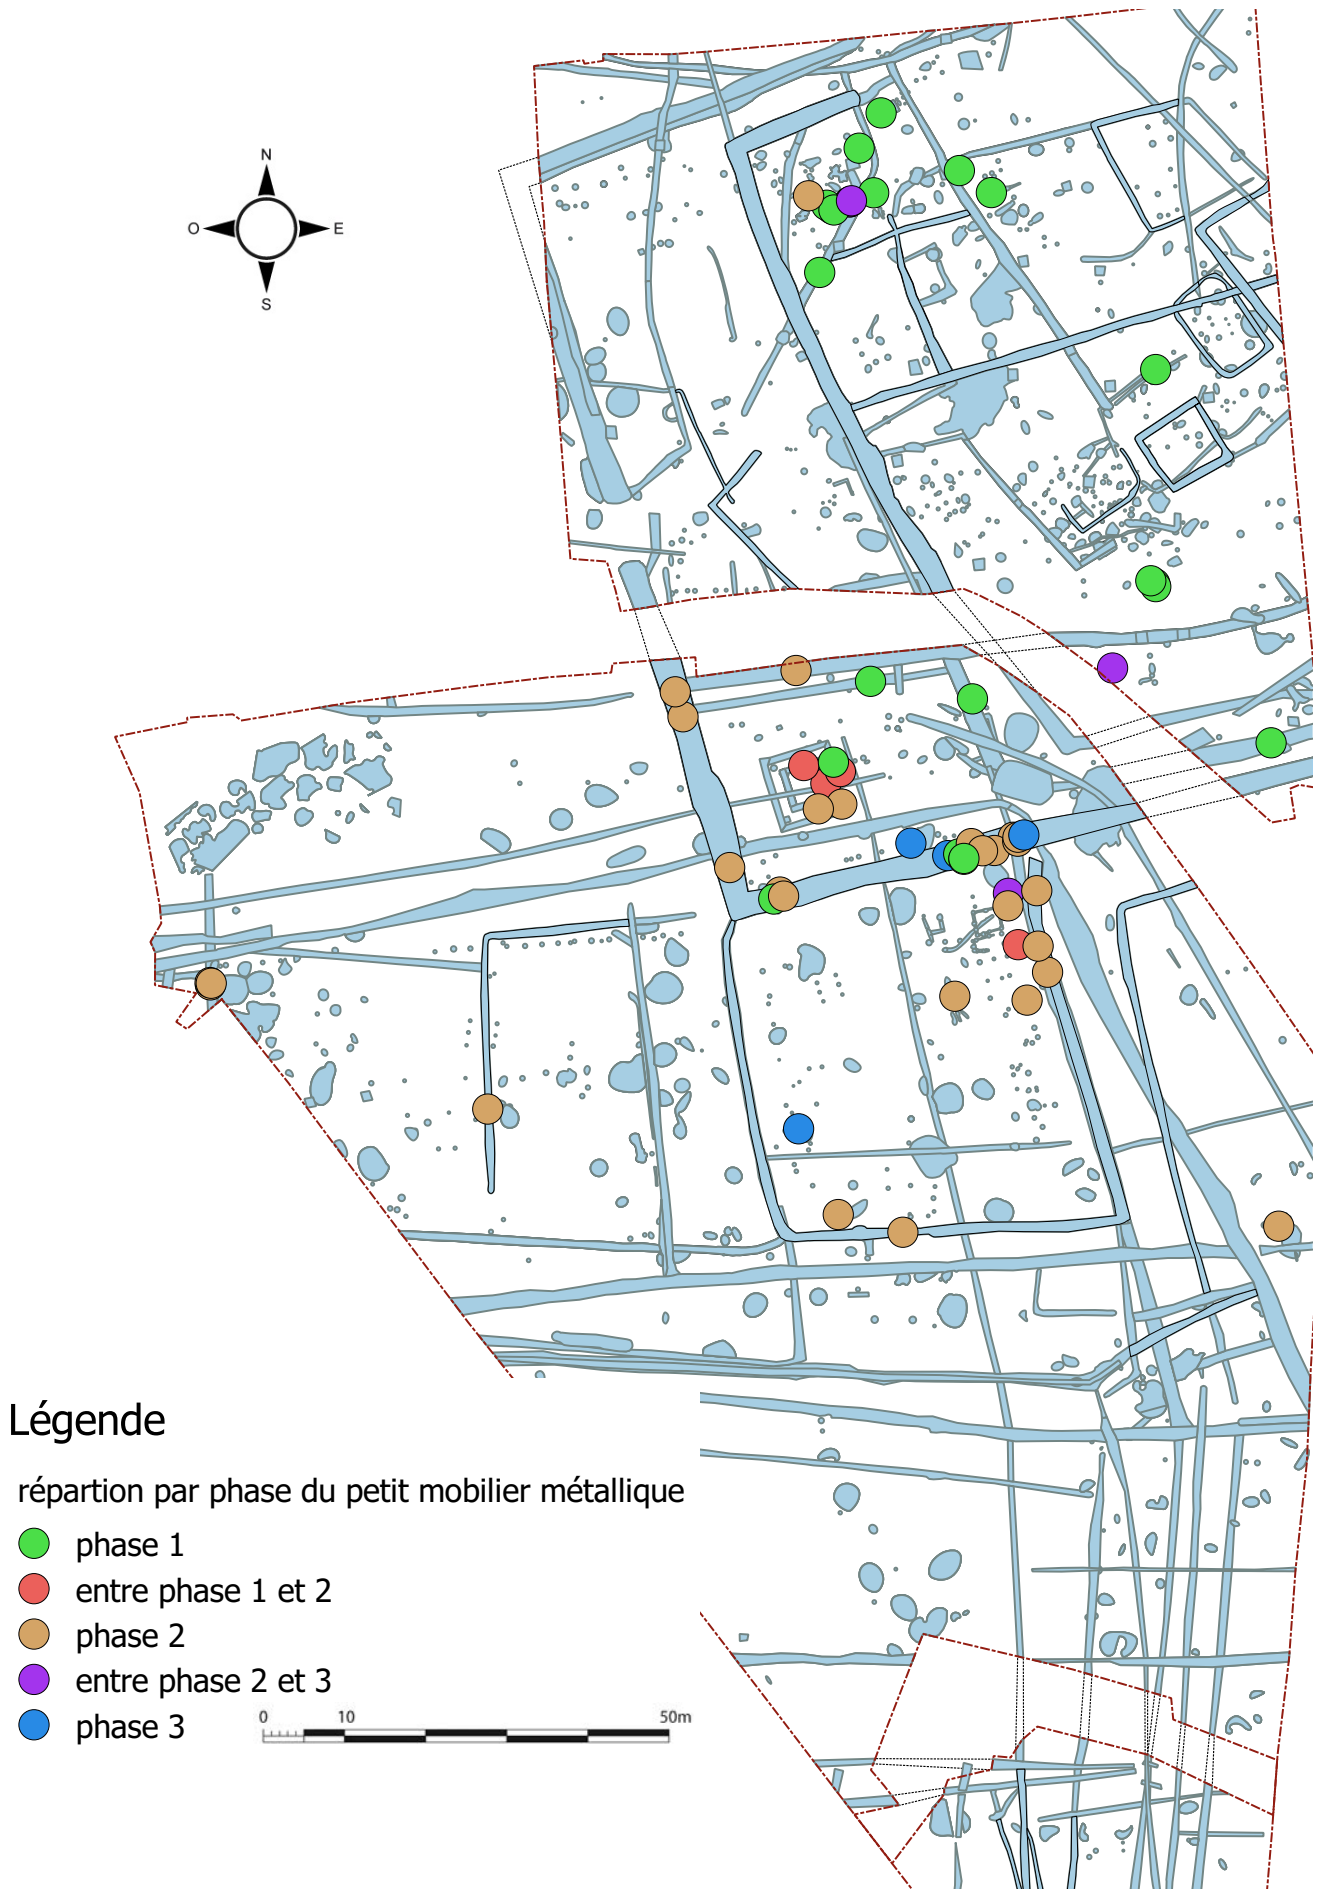 N
O E
S
Légende
répartion par phase du petit mobilier métallique
phase 1
entre phase 1 et 2
phase 2
entre phase 2 et 3
phase 3
0 10 50m